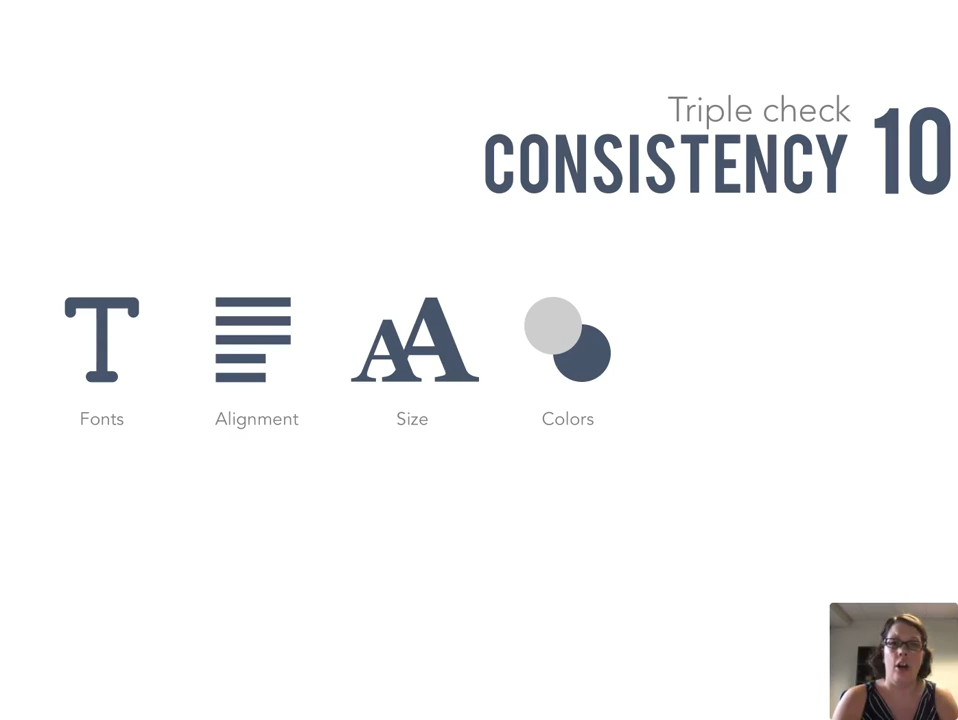 Triple check
CONSISTENCY 10
Fonts
Alignment
Size
Colors